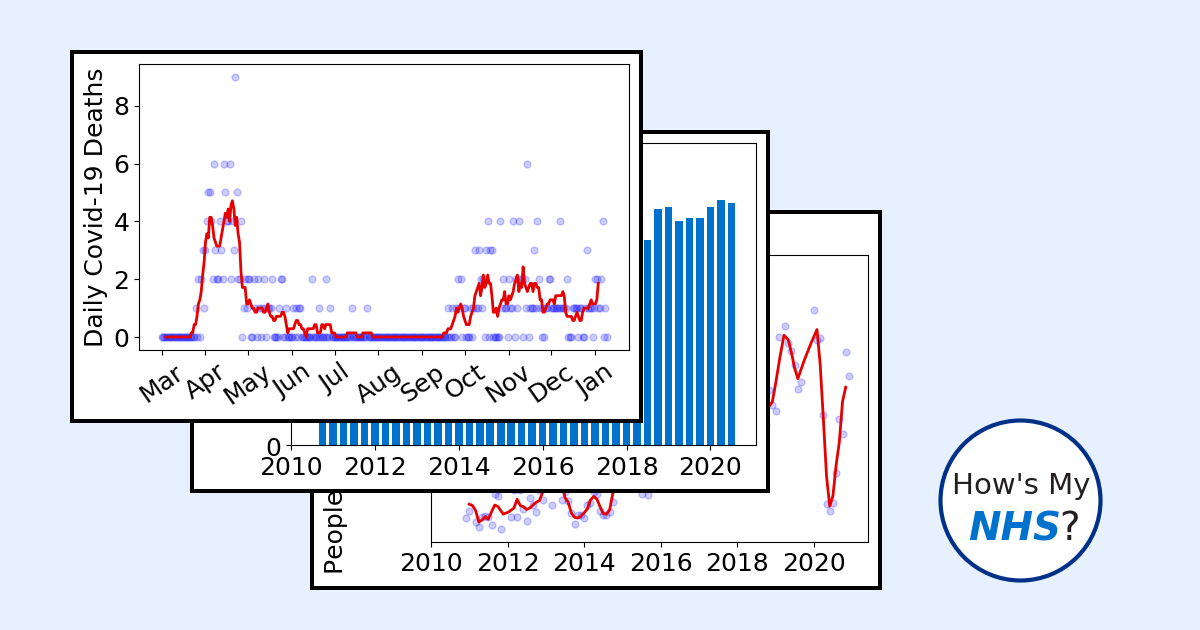 Daily Covid-19 Deaths
8
6
4
2
0
Mar Apr May Jun Jul Aug Sep Oct Nov Dec Jan
0
2010 2012 2014 2016 2018 2020
People
2010 2012 2014 2016 2018 2020
How's My
NHS?